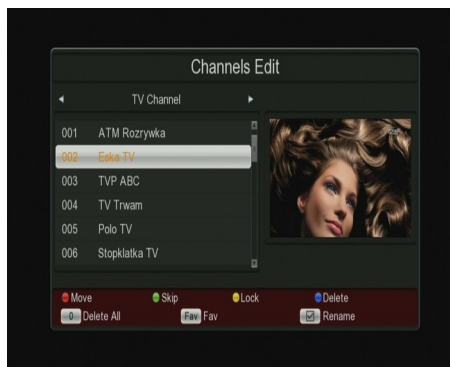 Channels Edit
TV Channel
001 ATM Rozrywka
002 Eska TV
003 TVP ABC
004 TV Trwam
005 Polo TV
006 Stopklatka TV
Move Skip Lock Delete
0 Delete All Fav Fav Rename